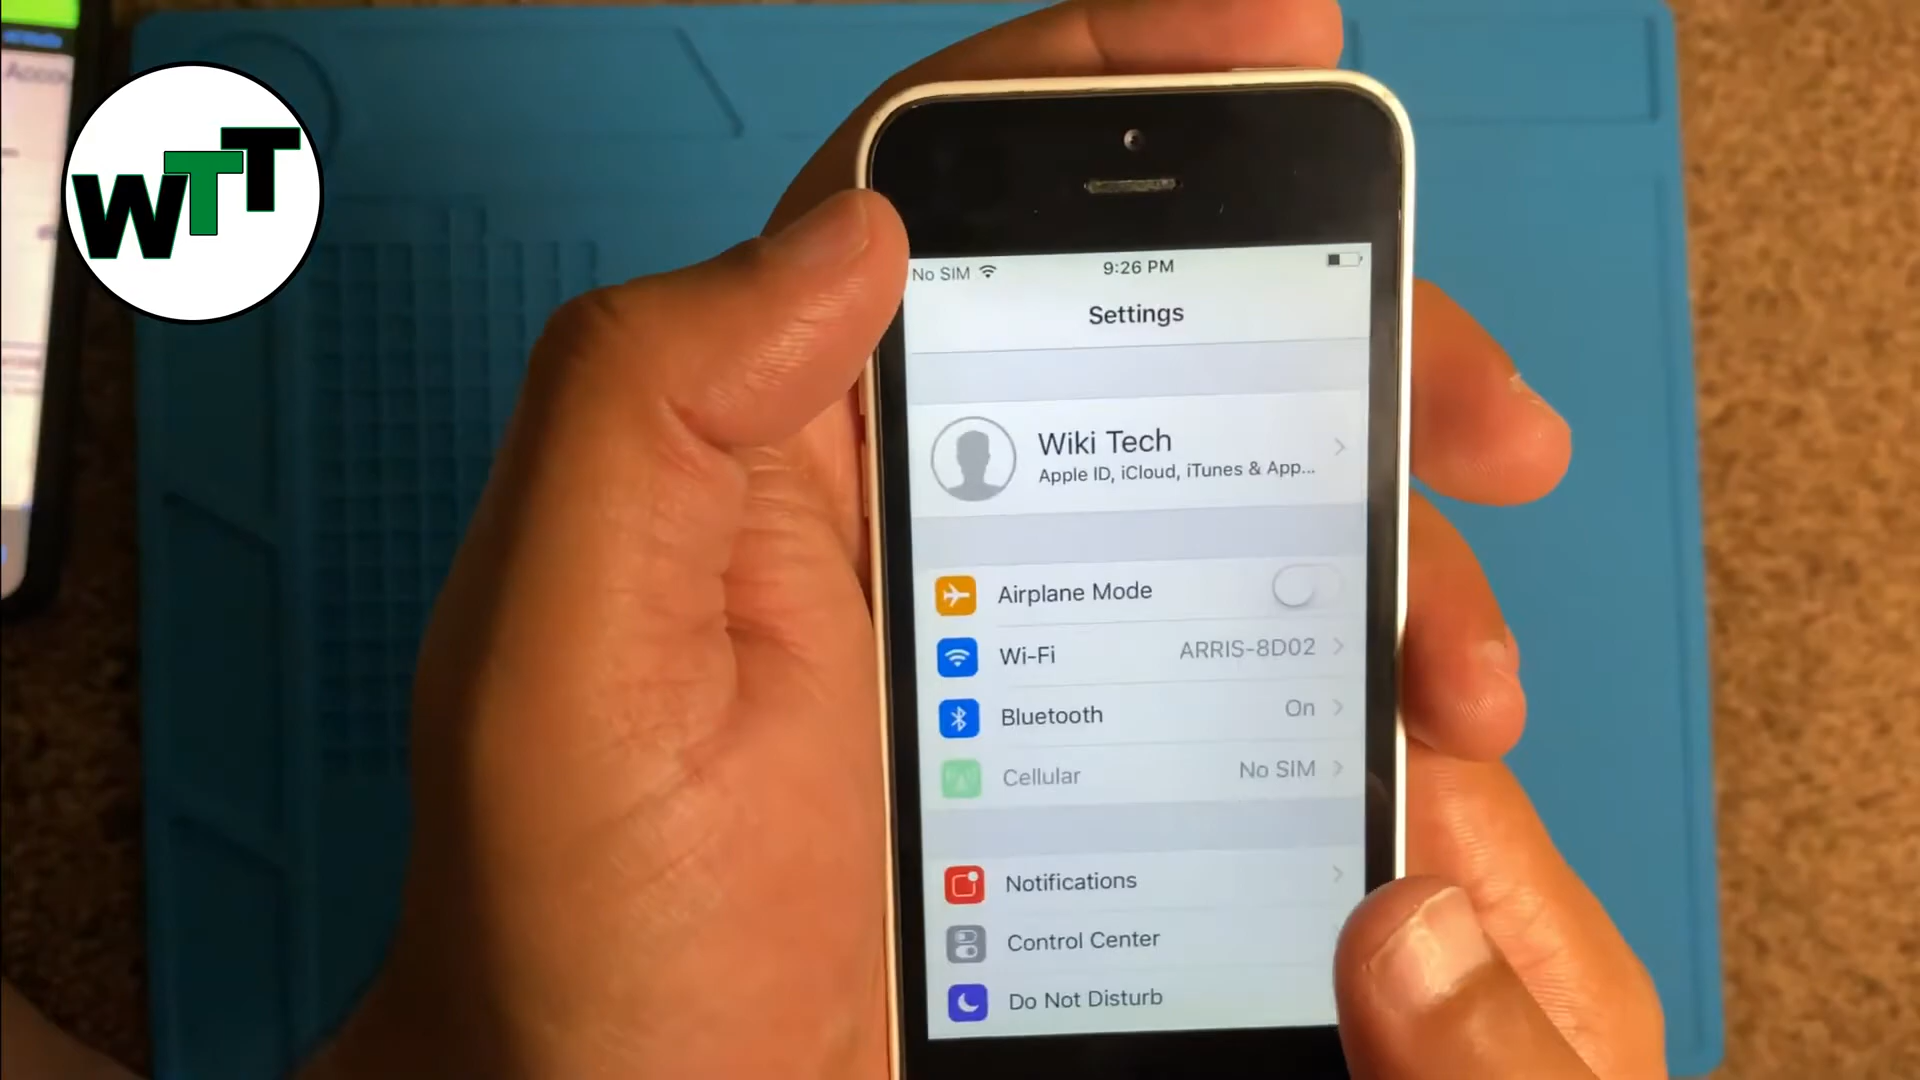 WTT
No SIM 9:26 PM
Settings
Wiki Tech
Apple ID, iCloud, iTunes & App...
Airplane Mode
Wi-Fi ARRIS-8D02
Bluetooth On
Cellular No SIM
Notifications
Control Center
Do Not Disturb